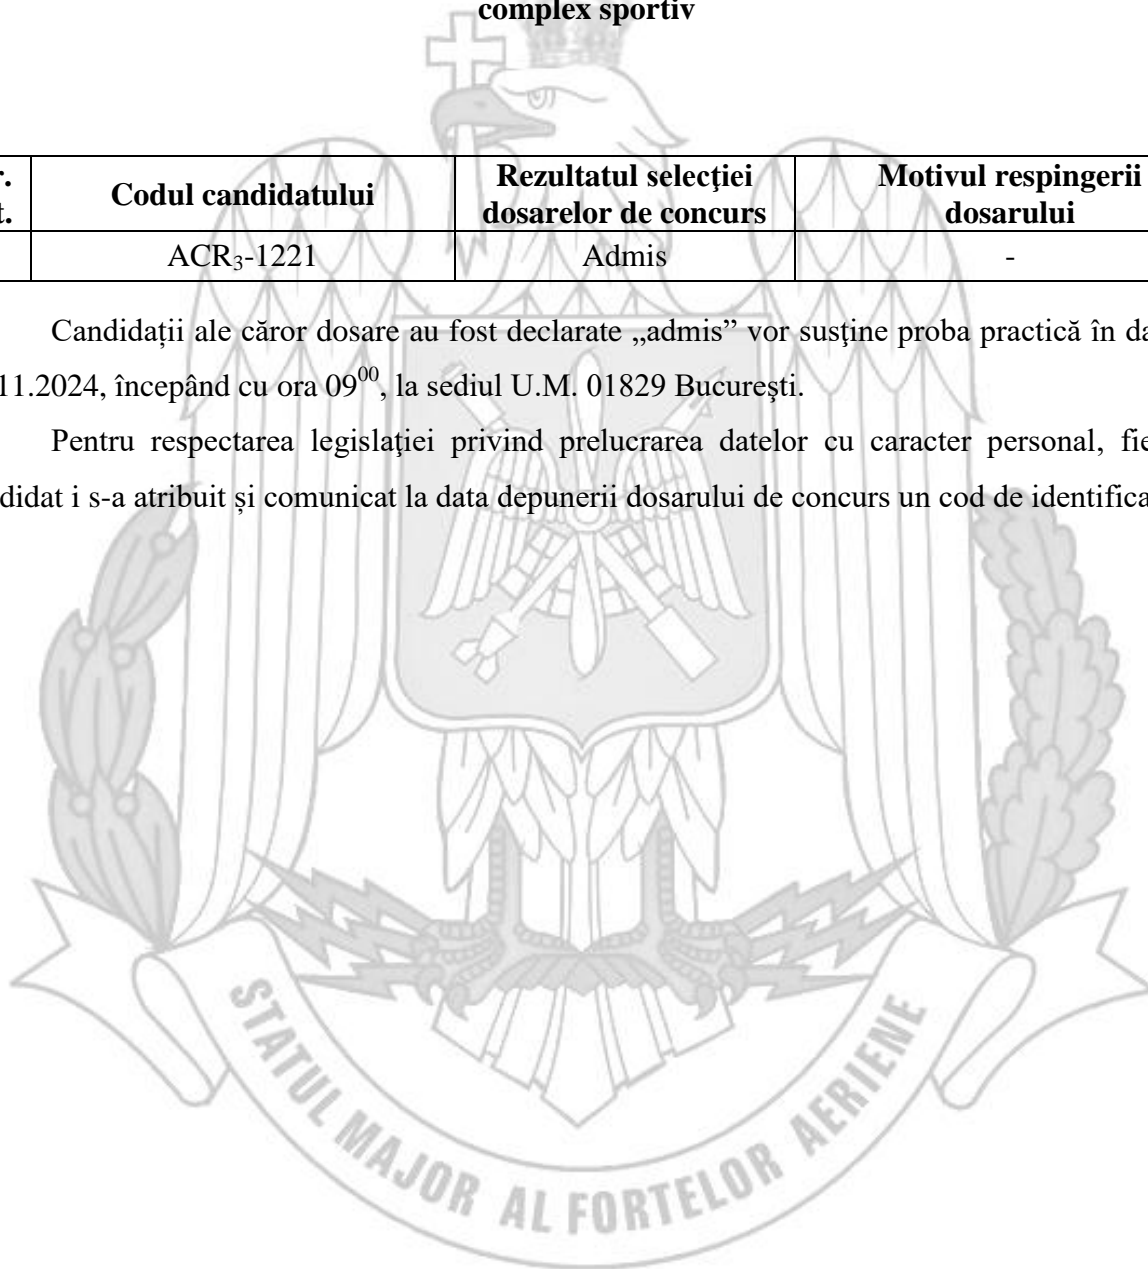 complex sportiv
r. Codul candidatului Rezultatul selecţiei dosarelor de concurs Motivul respingerii dosarului
t.
ACR₃-1221 Admis -
Candidații ale căror dosare au fost declarate „admis” vor susţine proba practică în da
11.2024, începând cu ora 09⁰⁰, la sediul U.M. 01829 Bucureşti.
Pentru respectarea legislaţiei privind prelucrarea datelor cu caracter personal, fie
didat i s-a atribuit și comunicat la data depunerii dosarului de concurs un cod de identifica
STATUL MAJOR AL FORTELOR AERIENE